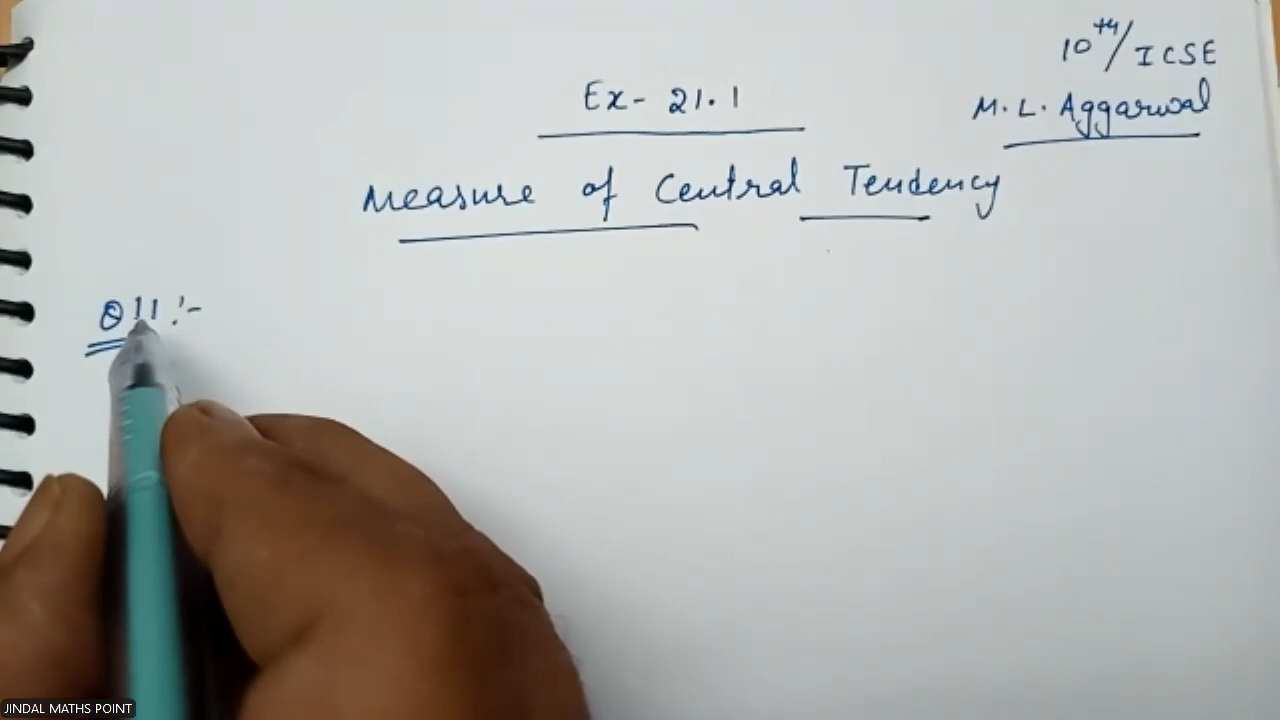 10th/ICSE
Ex- 21.1
M. L. Aggarwal
Measure of Central Tendency
Q11:-
JINDAL MATHS POINT